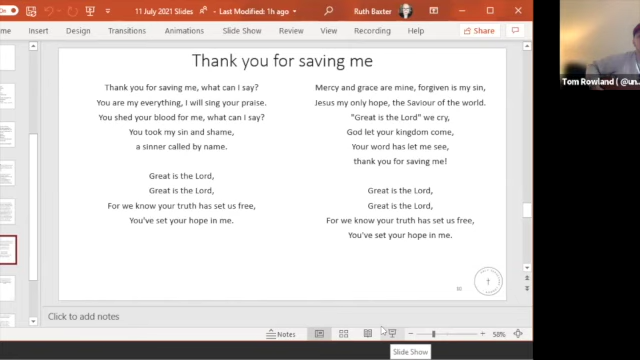 On
11 July 2021 Slides
• Last Modified: 1h ago
Ruth Baxter
me
Insert
Design
Transitions
Animations
Slide Show
Review
View
Recording
Help
Share
Thank you for saving me
Thank you for saving me, what can I say?
You are my everything, I will sing your praise.
You shed your blood for me, what can I say?
You took my sin and shame,
a sinner called by name.
Great is the Lord,
Great is the Lord,
For we know your truth has set us free,
You've set your hope in me.
Mercy and grace are mine, forgiven is my sin,
Jesus my only hope, the Saviour of the world.
"Great is the Lord" we cry,
God let your kingdom come,
Your word has let me see,
thank you for saving me!
Great is the Lord,
Great is the Lord,
For we know your truth has set us free,
You've set your hope in me.
10
Tom Rowland ( @un...
Click to add notes
Notes
58%
Slide Show